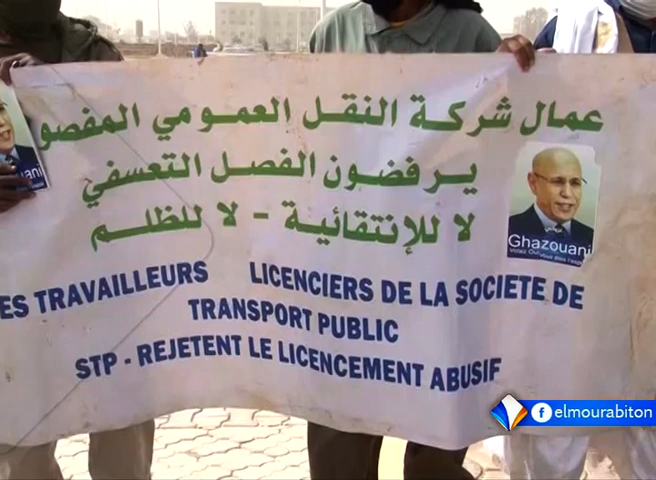 عمال شركة النقل العمومي المفصو
يرفضون الفصل التعسفي
لا للإنتقائية - لا للظلم
ES TRAVAILLEURS LICENCIERS DE LA SOCIETE DE
TRANSPORT PUBLIC
STP - REJETENT LE LICENCEMENT ABUSIF
Ghazouani
uani
elmourabiton